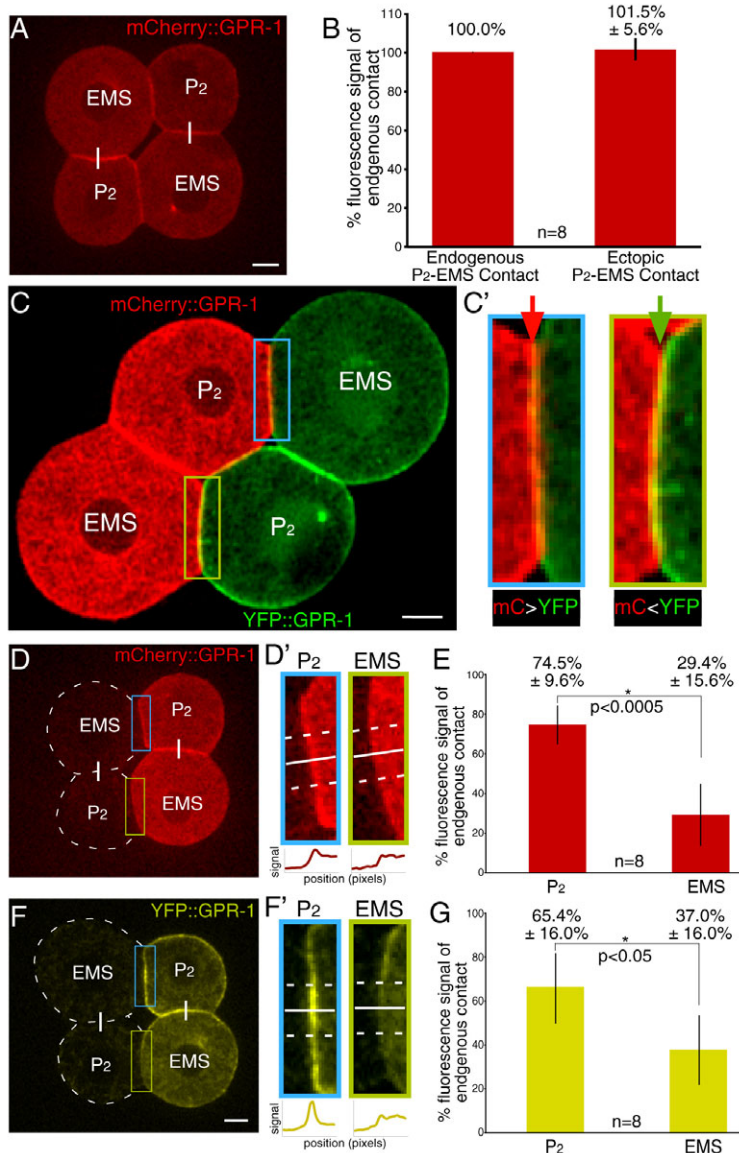 A
mCherry::GPR-1
EMS
P2
P2
EMS
B
% fluorescence signal of
endgenous contact
110
100
80
60
40
20
0
100.0%
101.5%
± 5.6%
n=8
Endogenous
P2-EMS Contact
Ectopic
P2-EMS Contact
C
mCherry::GPR-1
P2
EMS
EMS
P2
YFP::GPR-1
C'
mC>YFP
mC<YFP
D
mCherry::GPR-1
EMS
P2
P2
EMS
D'
P2
EMS
signal
position (pixels)
E
% fluorescence signal of
endgenous contact
100
80
60
40
20
0
74.5%
± 9.6%
29.4%
± 15.6%
*
p<0.0005
n=8
P2
EMS
F
YFP::GPR-1
EMS
P2
P2
EMS
F'
P2
EMS
signal
position (pixels)
G
% fluorescence signal of
endgenous contact
100
80
60
40
20
0
65.4%
± 16.0%
37.0%
± 16.0%
*
p<0.05
n=8
P2
EMS